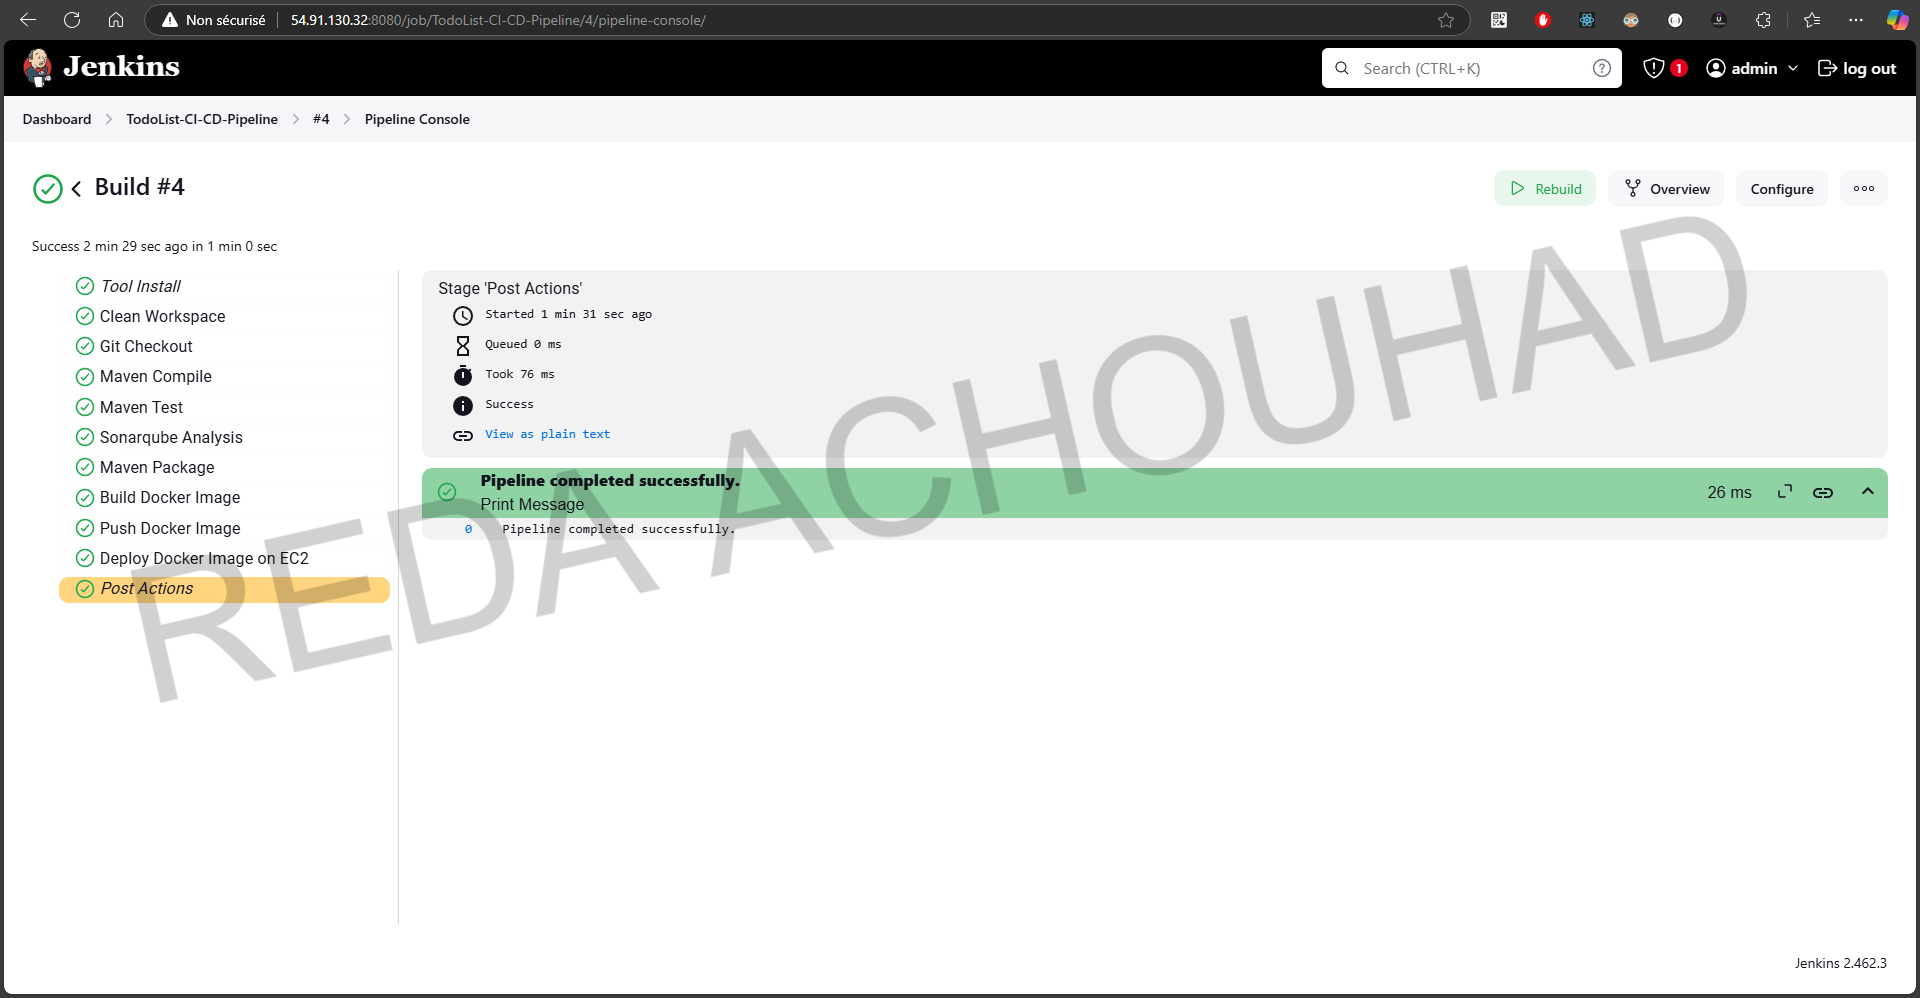 Non sécurisé
54.91.130.32:8080/job/TodoList-CI-CD-Pipeline/4/pipeline-console/
Jenkins
Search (CTRL+K)
1
admin
log out
Dashboard
TodoList-CI-CD-Pipeline
#4
Pipeline Console
Build #4
Rebuild
Overview
Configure
Success 2 min 29 sec ago in 1 min 0 sec
Tool Install
Clean Workspace
Git Checkout
Maven Compile
Maven Test
Sonarqube Analysis
Maven Package
Build Docker Image
Push Docker Image
Deploy Docker Image on EC2
Post Actions
Stage 'Post Actions'
Started 1 min 31 sec ago
Queued 0 ms
Took 76 ms
Success
View as plain text
Pipeline completed successfully.
Print Message
26 ms
0 Pipeline completed successfully.
REDA ACHOUHAD
Jenkins 2.462.3